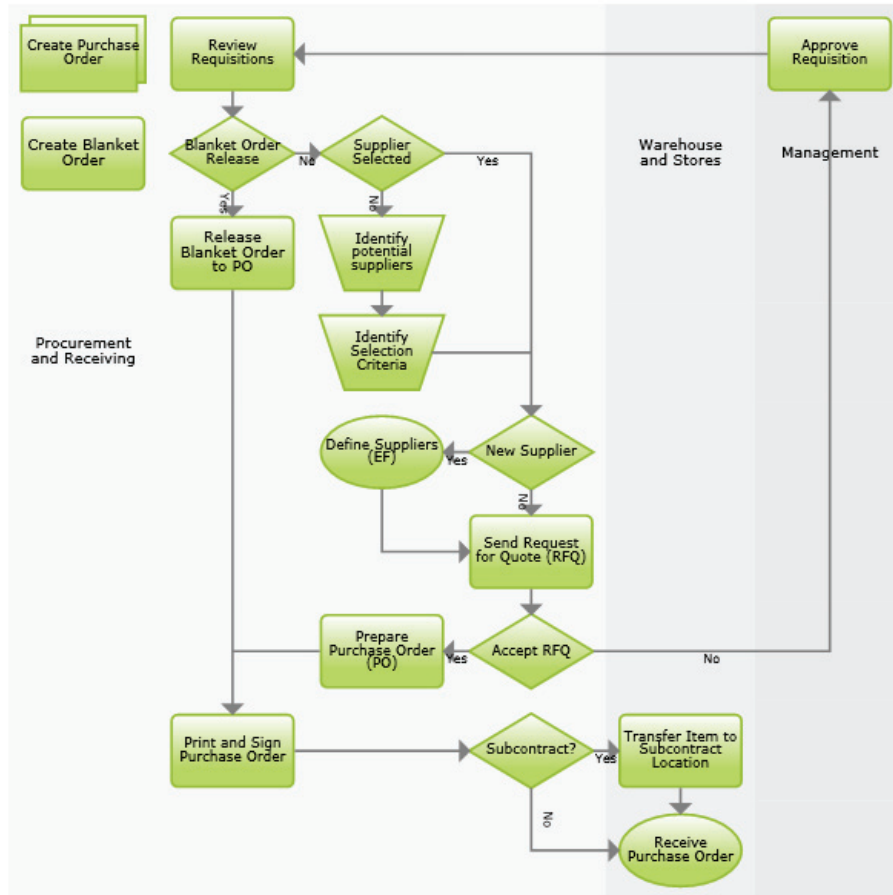 Create Purchase
Order
Review
Requisitions
Approve
Requisition
Create Blanket
Order
Blanket Order
Release
No
Supplier
Selected
Yes
Warehouse
and Stores
Management
Yes
No
Release
Blanket Order
to PO
Identify
potential
suppliers
Procurement
and Receiving
Identify
Selection
Criteria
Define Suppliers
(EF)
Yes
New Supplier
No
Send Request
for Quote (RFQ)
Prepare
Purchase Order
(PO)
Yes
Accept RFQ
No
Print and Sign
Purchase Order
Subcontract?
Yes
Transfer Item to
Subcontract
Location
No
Receive
Purchase Order